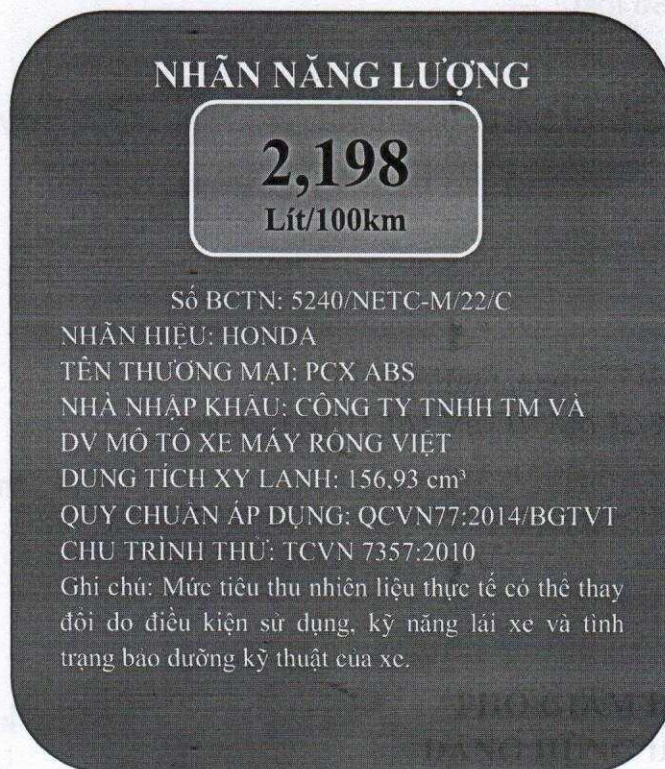 NHÃN NĂNG LƯỢNG
2,198
Lít/100km
Số BCTN: 5240/NETC-M/22/C
NHÃN HIỆU: HONDA
TÊN THƯƠNG MẠI: PCX ABS
NHÀ NHẬP KHẨU: CÔNG TY TNHH TM VÀ
DV MÔ TÔ XE MÁY RỒNG VIỆT
DUNG TÍCH XY LANH: 156,93 cm³
QUY CHUẨN ÁP DỤNG: QCVN77:2014/BGTVT
CHU TRÌNH THỬ: TCVN 7357:2010
Ghi chú: Mức tiêu thu nhiên liệu thực tế có thể thay
đổi do điều kiện sử dụng, kỹ năng lái xe và tình
trạng bảo dưỡng kỹ thuật của xe.